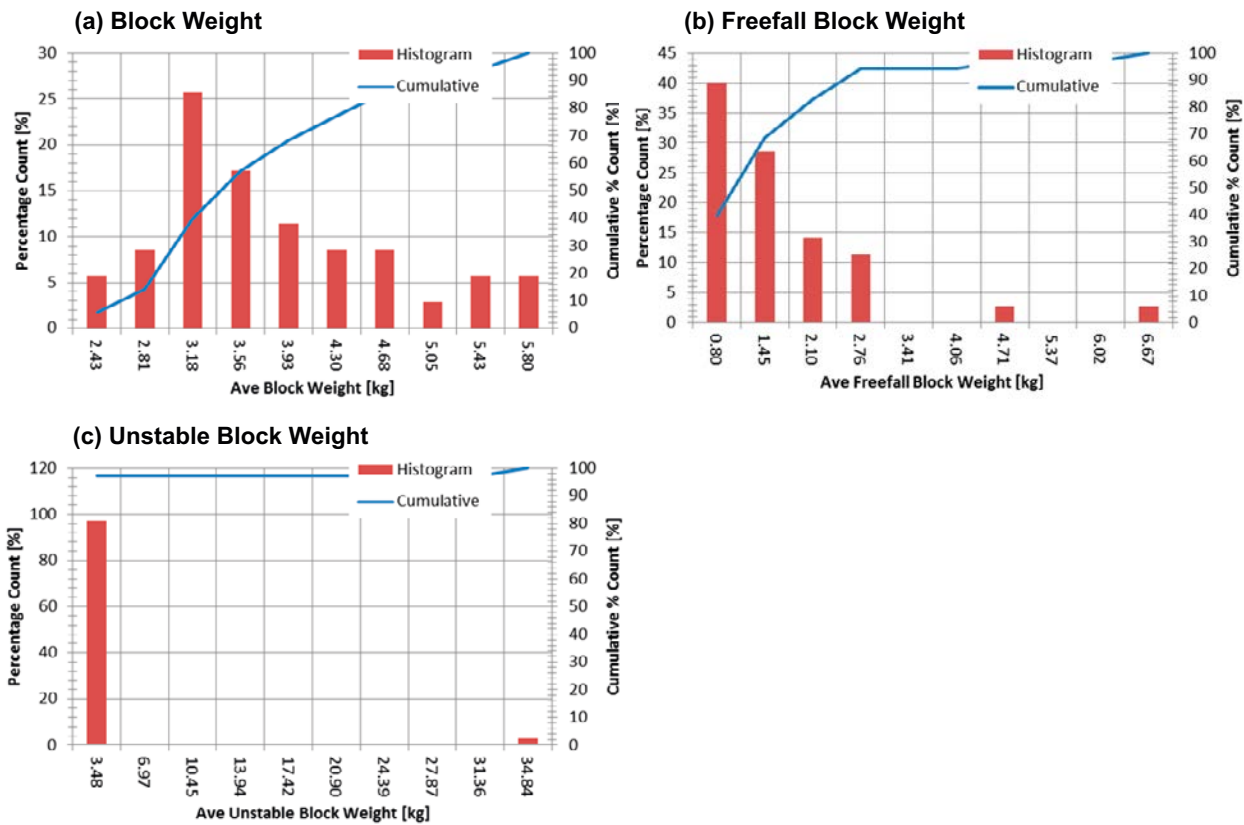 (a) Block Weight
Histogram
Cumulative
Percentage Count [%]
30
25
20
15
10
5
0
100
90
80
70
60
50
40
30
20
10
0
Cumulative % Count [%]
2.43 2.81 3.18 3.56 3.93 4.30 4.68 5.05 5.43 5.80
Ave Block Weight [kg]
(b) Freefall Block Weight
Histogram
Cumulative
Percentage Count [%]
45
40
35
30
25
20
15
10
5
0
100
90
80
70
60
50
40
30
20
10
0
Cumulative % Count [%]
0.80 1.45 2.10 2.76 3.41 4.06 4.71 5.37 6.02 6.67
Ave Freefall Block Weight [kg]
(c) Unstable Block Weight
Histogram
Cumulative
Percentage Count [%]
120
100
80
60
40
20
0
100
90
80
70
60
50
40
30
20
10
0
Cumulative % Count [%]
3.48 6.97 10.45 13.94 17.42 20.90 24.39 27.87 31.36 34.84
Ave Unstable Block Weight [kg]